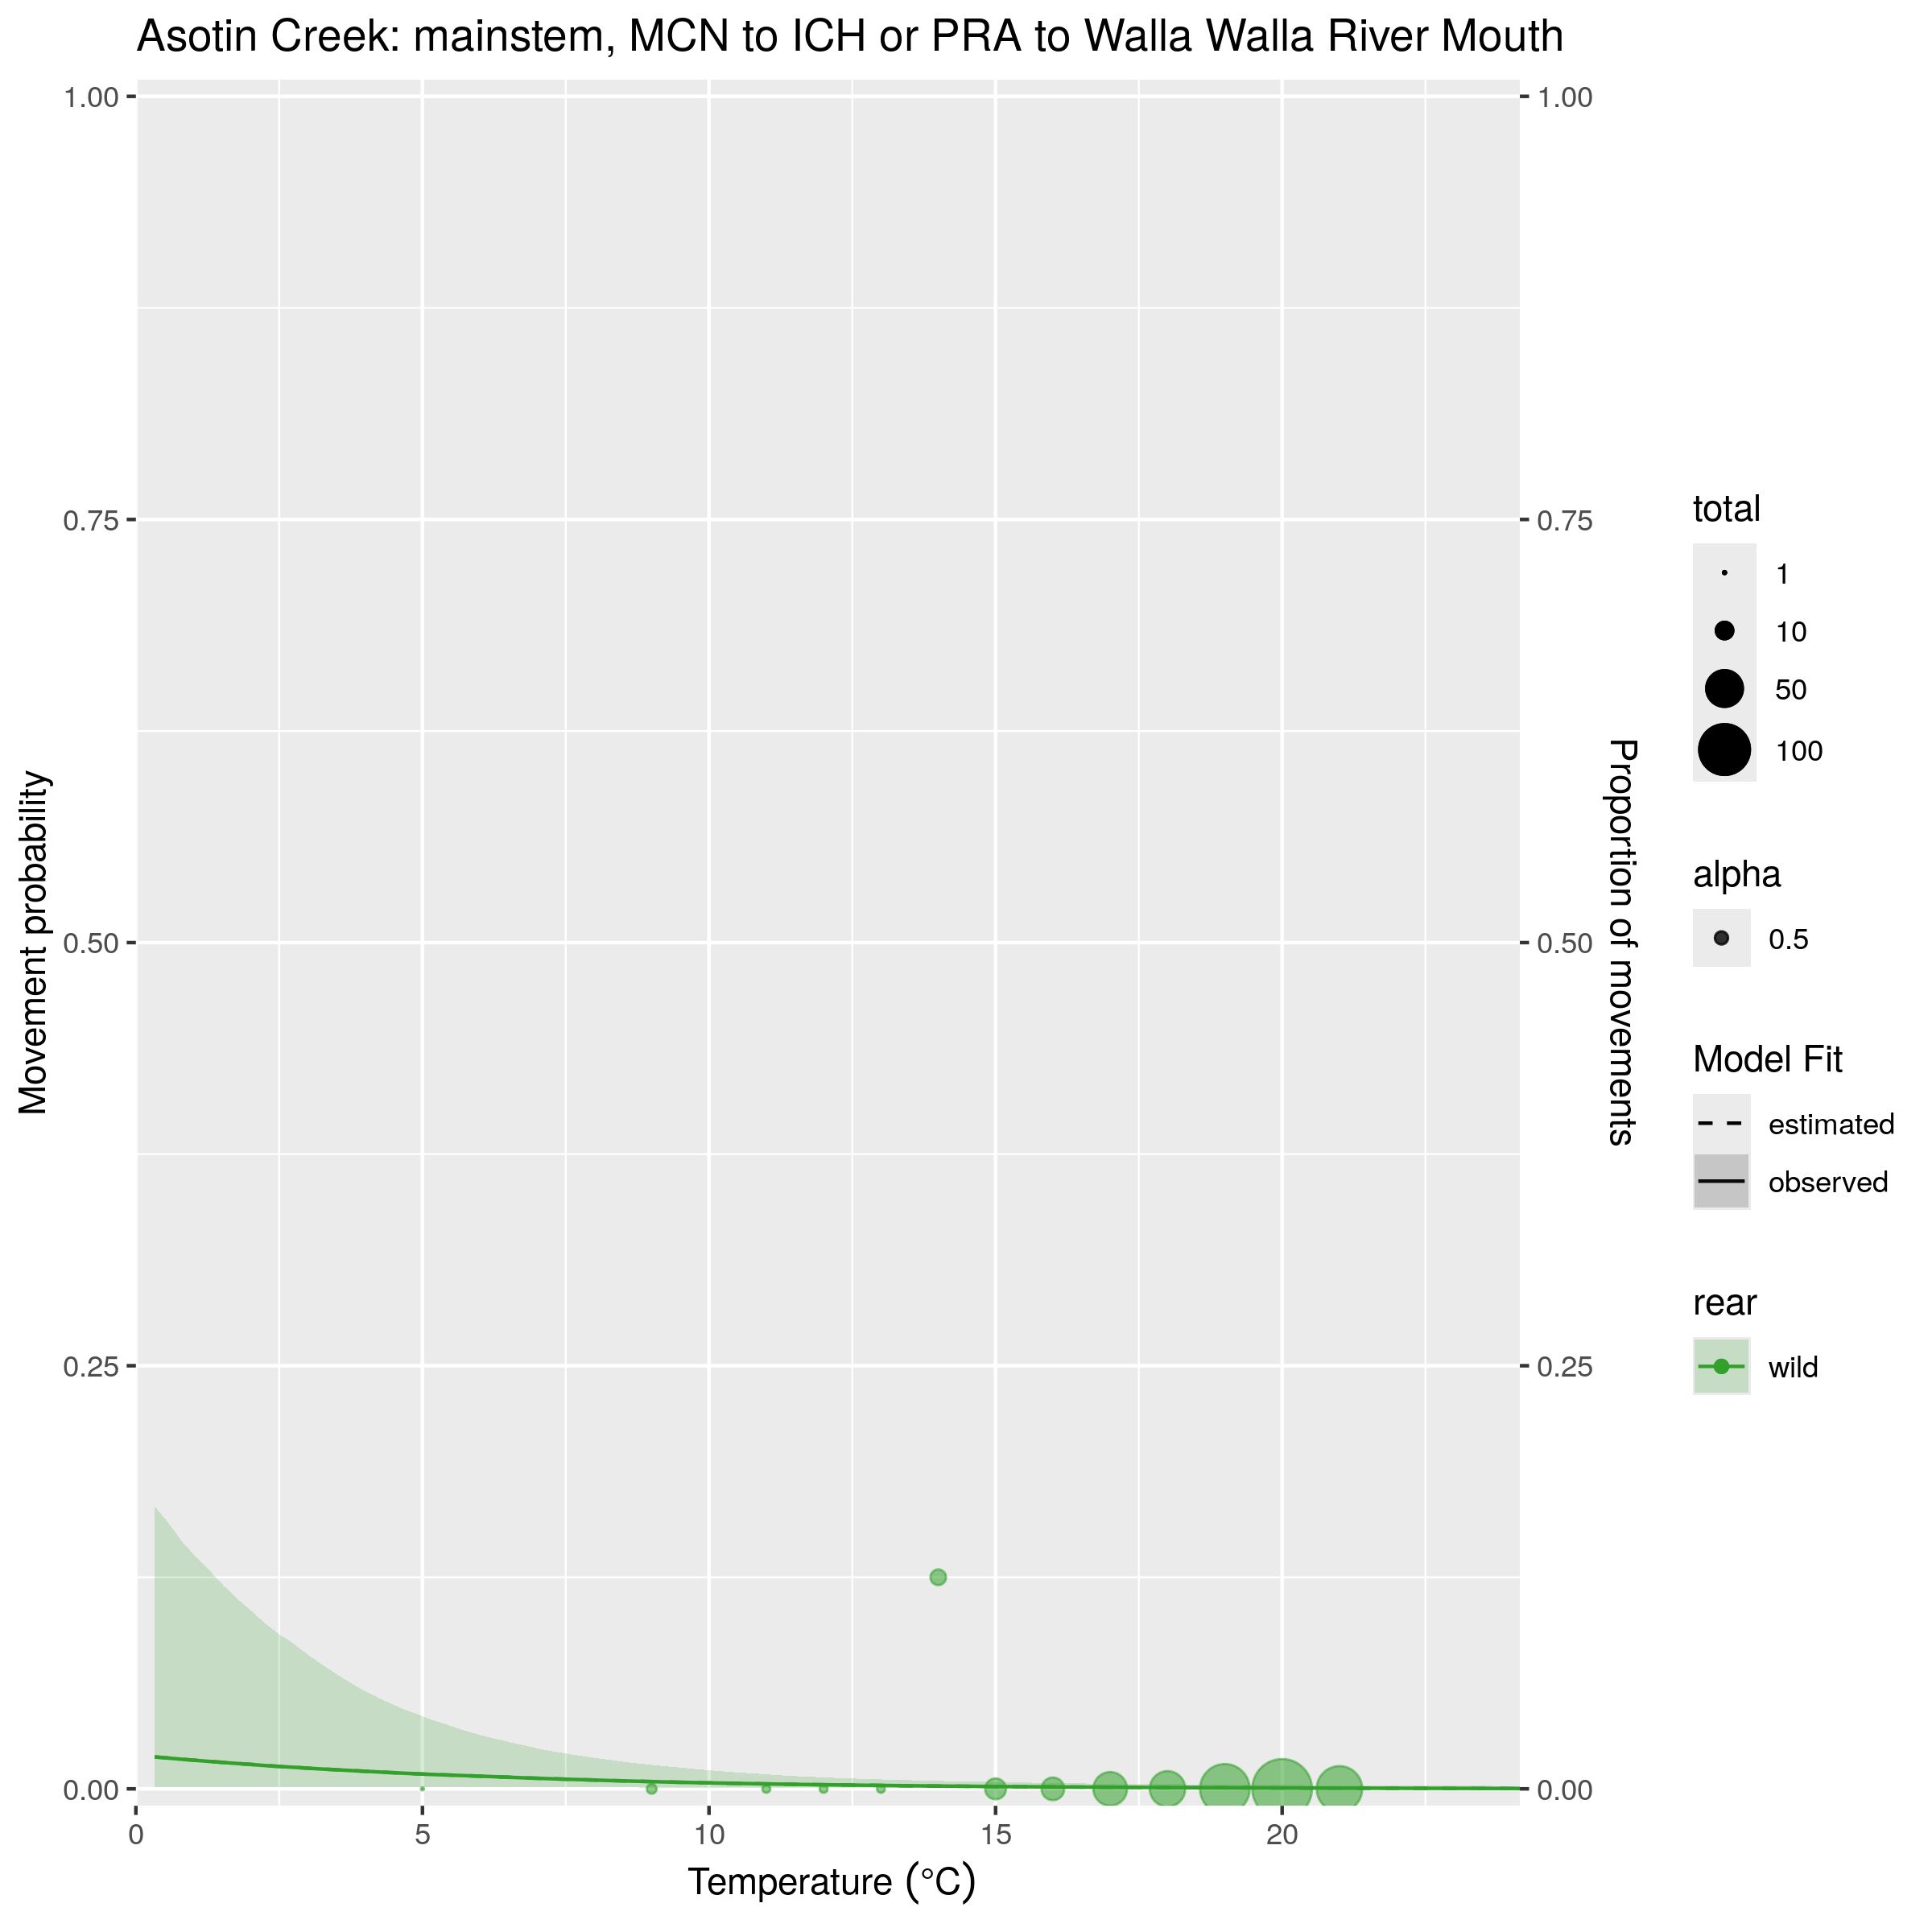 Asotin Creek: mainstem, MCN to ICH or PRA to Walla Walla River Mouth
Movement probability
1.00
0.75
0.50
0.25
0.00
0
5
10
15
20
Temperature (°C)
1.00
0.75
0.50
0.25
0.00
Proportion of movements
total
1
10
50
100
alpha
0.5
Model Fit
estimated
observed
rear
wild